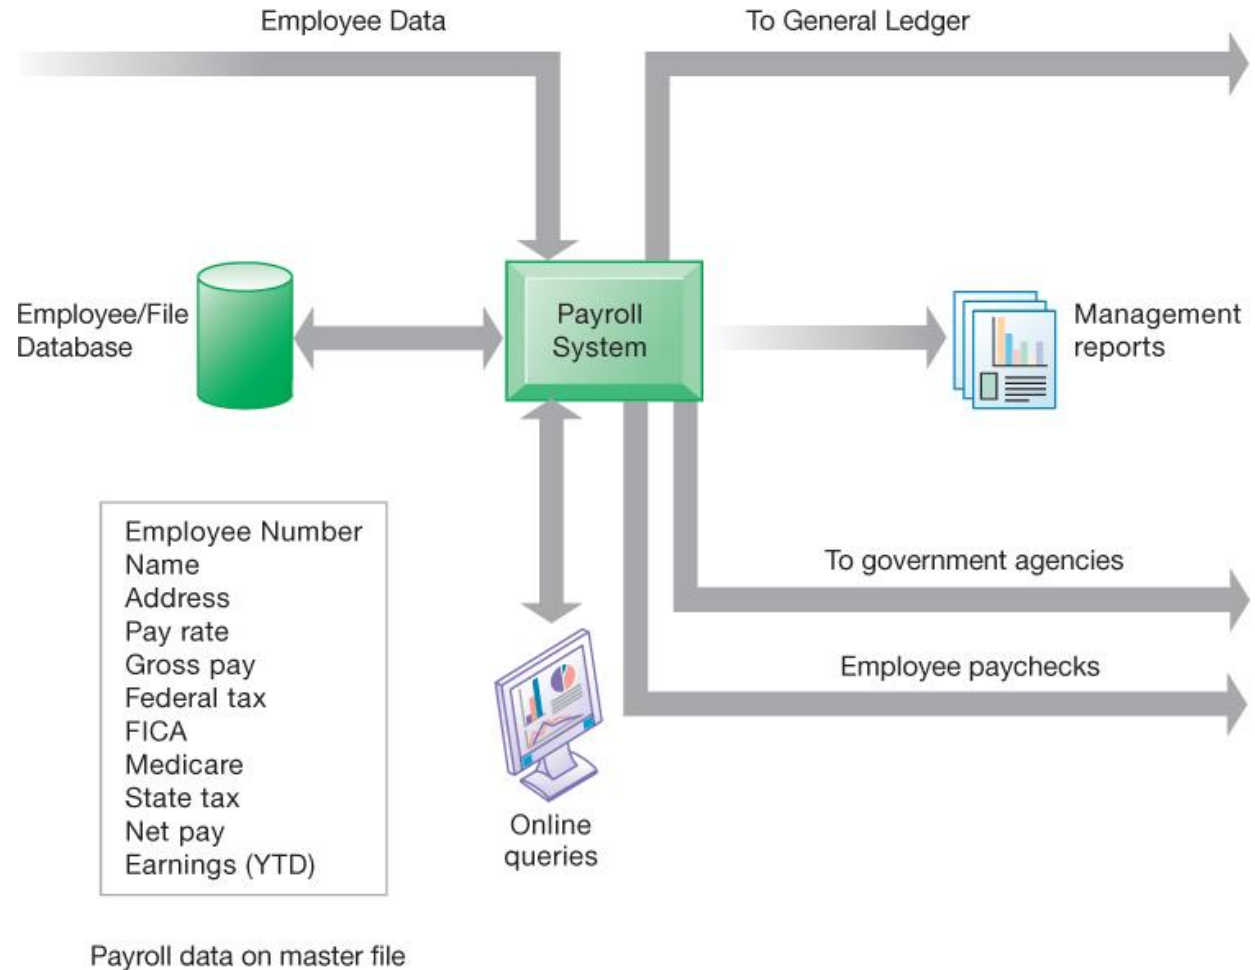 Employee Data
To General Ledger
Employee/File
Database
Payroll
System
Management
reports
Employee Number
Name
Address
Pay rate
Gross pay
Federal tax
FICA
Medicare
State tax
Net pay
Earnings (YTD)
To government agencies
Employee paychecks
Online
queries
Payroll data on master file